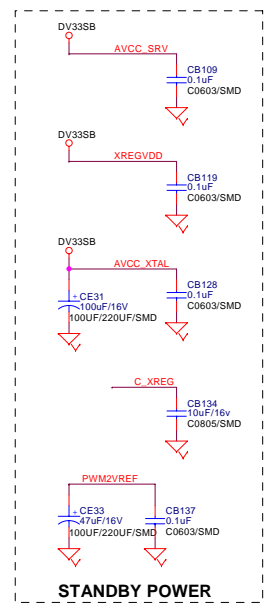 DV33SB
AVCC_SRV
CB109
0.1uF
C0603/SMD
DV33SB
XREGVDD
CB119
0.1uF
C0603/SMD
DV33SB
AVCC_XTAL
+ CE31
100uF/16V
100UF/220UF/SMD
CB128
0.1uF
C0603/SMD
C_XREG
CB134
10uF/16v
C0805/SMD
PWM2VREF
+ CE33
47uF/16V
100UF/220UF/SMD
CB137
0.1uF
C0603/SMD
STANDBY POWER